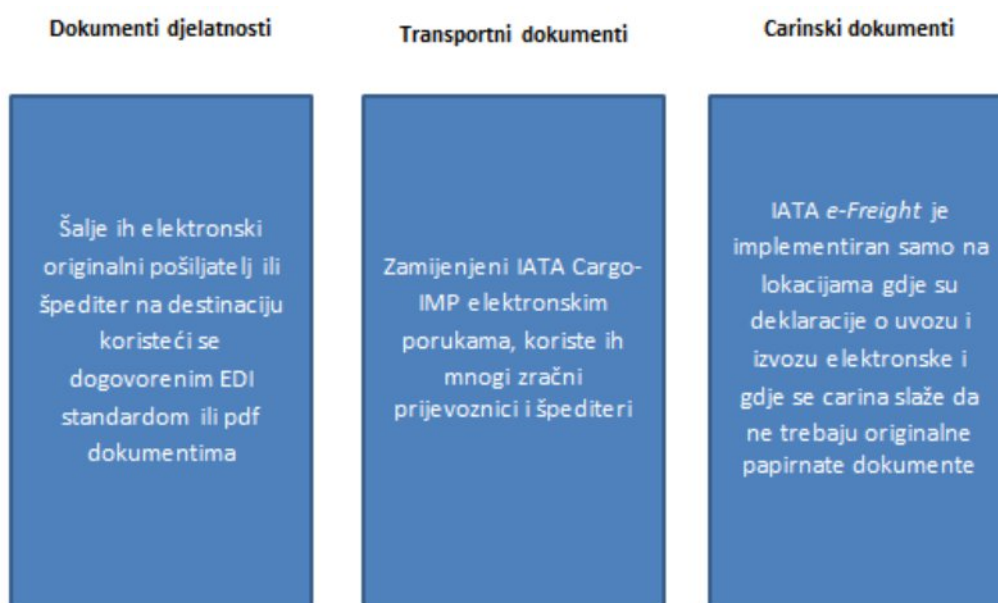 Dokumenti djelatnosti
Transportni dokumenti
Carinski dokumenti
Šalje ih elektronski
originalni pošiljatelj ili
špediter na destinaciju
koristeći se
dogovorenim EDI
standardom ili pdf
dokumentima
Zamijenjeni IATA Cargo-
IMP elektronskim
porukama, koriste ih
mnogi zračni
prijevoznici i špediteri
IATA e-Freight je
implementiran samo na
lokacijama gdje su
deklaracije o uvozu i
izvozu elektronske i
gdje se carina slaže da
ne trebaju originalne
papirnate dokumente